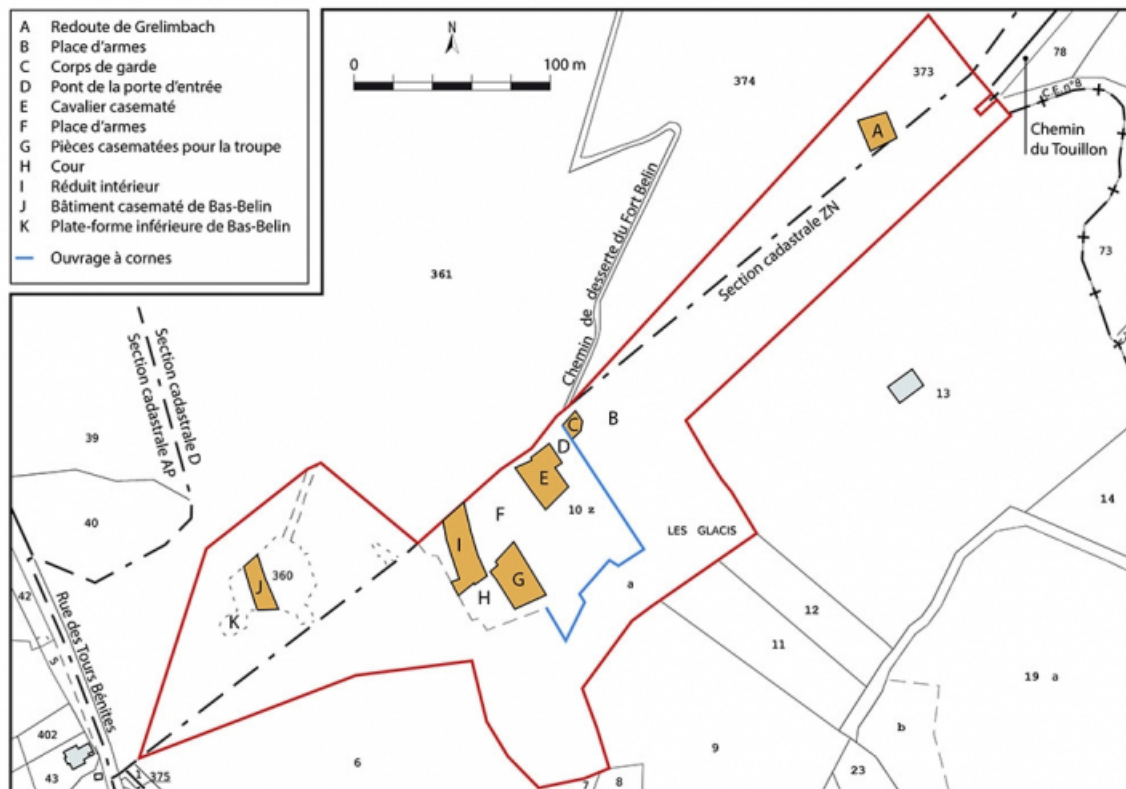 A Redoute de Grelimbach
B Place d'armes
C Corps de garde
D Pont de la porte d'entrée
E Cavalier casematé
F Place d'armes
G Pièces casematées pour la troupe
H Cour
I Réduit intérieur
J Bâtiment casematé de Bas-Belin
K Plate-forme inférieure de Bas-Belin
Ouvrage à cornes
N
0 100 m
374
373
78
C.E. n°8
Chemin
du Touillon
A
73
Chemin de desserte du Fort Belin
Section cadastrale ZN
361
Section cadastrale D
Section cadastrale AP
39
40
42
13
14
C
B
D
E
10 z
F
LES GLACIS
I
G
H
a
J
360
K
12
11
19 a
b
9
23
6
7
8
Rue des Tours Bénites
S
402
43
D
1
375